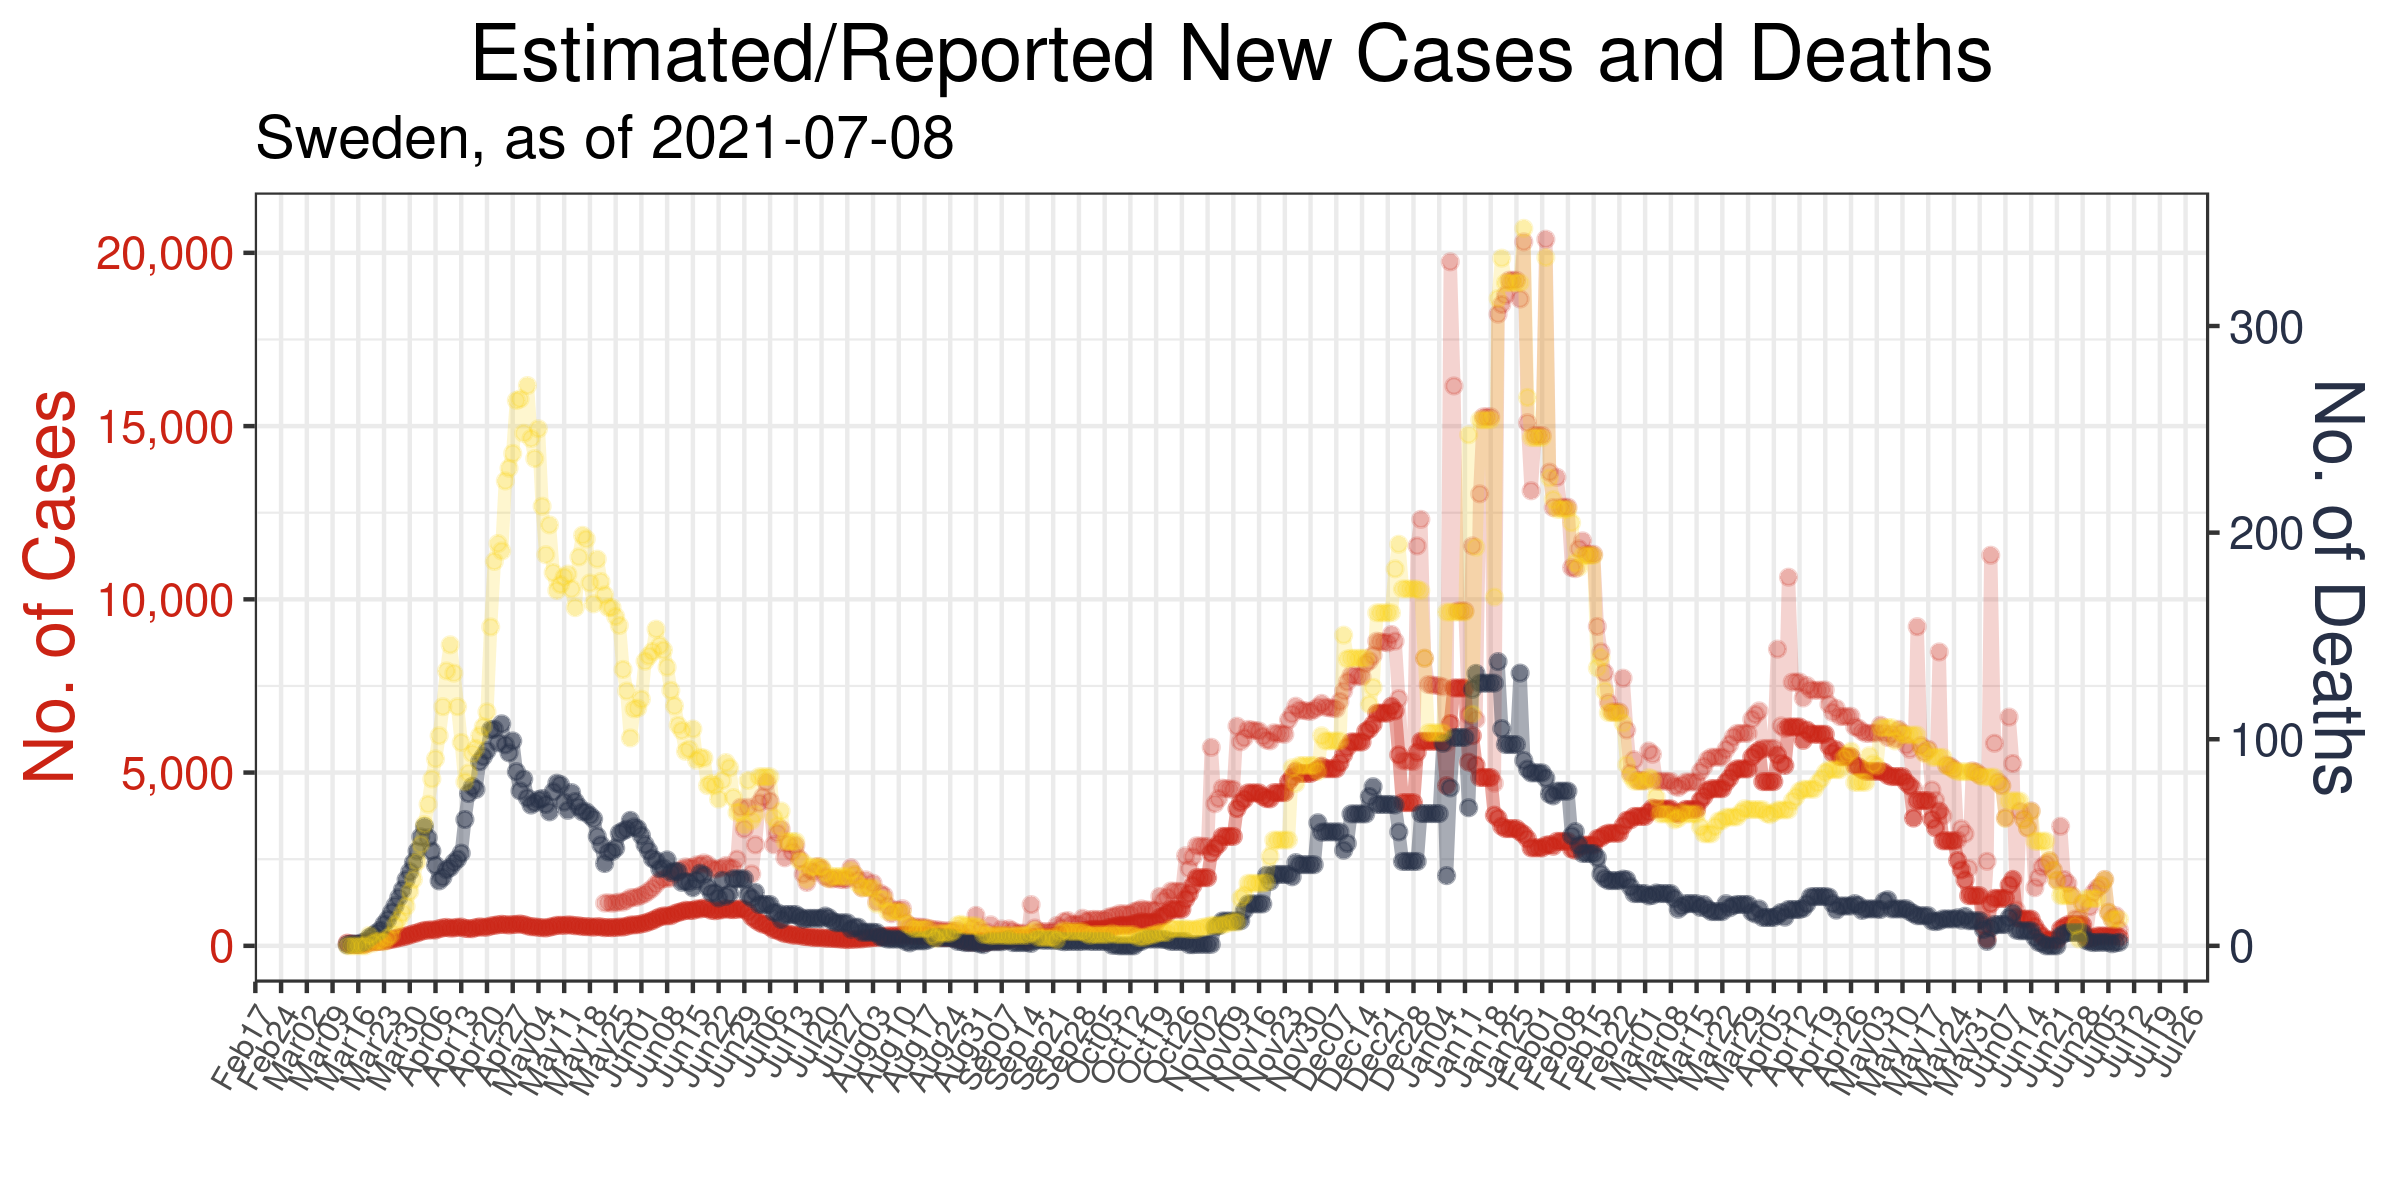 Estimated/Reported New Cases and Deaths
Sweden, as of 2021-07-08
No. of Cases
20,000
15,000
10,000
5,000
0
300
200
100
0
No. of Deaths
Feb17
Feb24
Mar02
Mar09
Mar16
Mar23
Mar30
Apr06
Apr13
Apr20
Apr27
May04
May11
May18
May25
Jun01
Jun08
Jun15
Jun22
Jun29
Jul06
Jul13
Jul20
Jul27
Aug03
Aug10
Aug17
Aug24
Aug31
Sep07
Sep14
Sep21
Sep28
Oct05
Oct12
Oct19
Oct26
Nov02
Nov09
Nov16
Nov23
Nov30
Dec07
Dec14
Dec21
Dec28
Jan04
Jan11
Jan18
Jan25
Feb01
Feb08
Feb15
Feb22
Mar01
Mar08
Mar15
Mar22
Mar29
Apr05
Apr12
Apr19
Apr26
May03
May10
May17
May24
May31
Jun07
Jun14
Jun21
Jun28
Jul05
Jul12
Jul19
Jul26